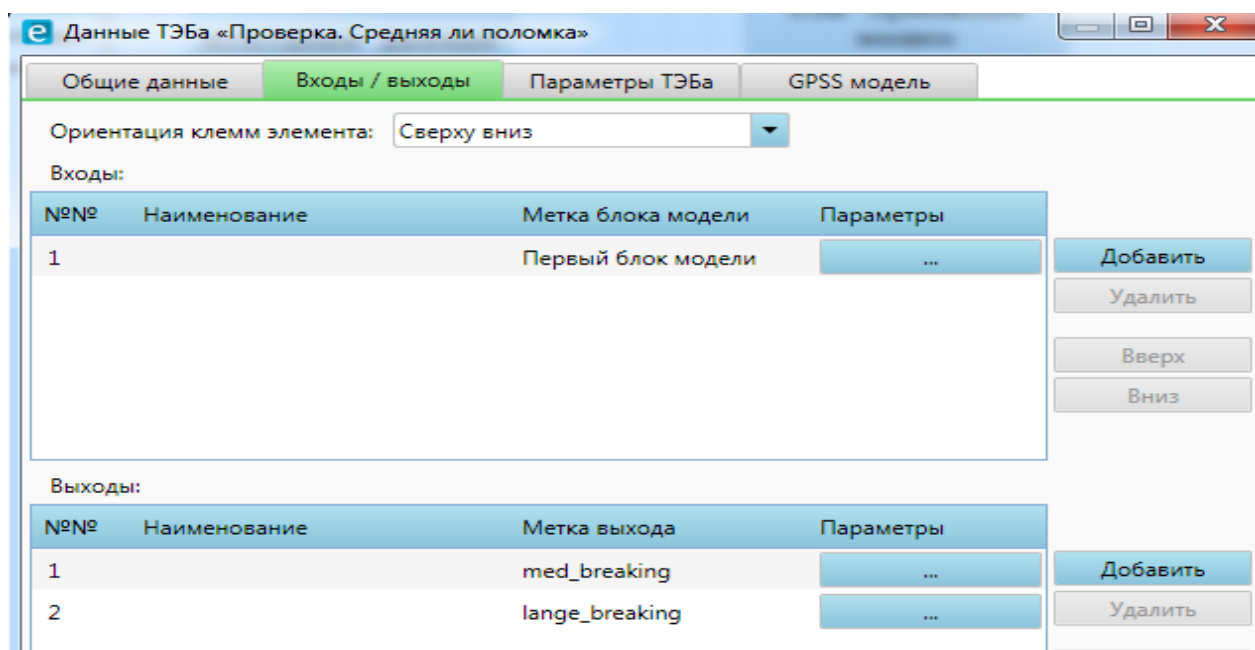 Данные ТЭБа «Проверка. Средняя ли поломка»
Общие данные Входы / выходы Параметры ТЭБа GPSS модель
Ориентация клемм элемента: Сверху вниз
Входы:
№№ Наименование Метка блока модели Параметры
1 Первый блок модели ... Добавить
Удалить
Вверх
Вниз
Выходы:
№№ Наименование Метка выхода Параметры
1 med_breaking ... Добавить
2 lange_breaking ... Удалить